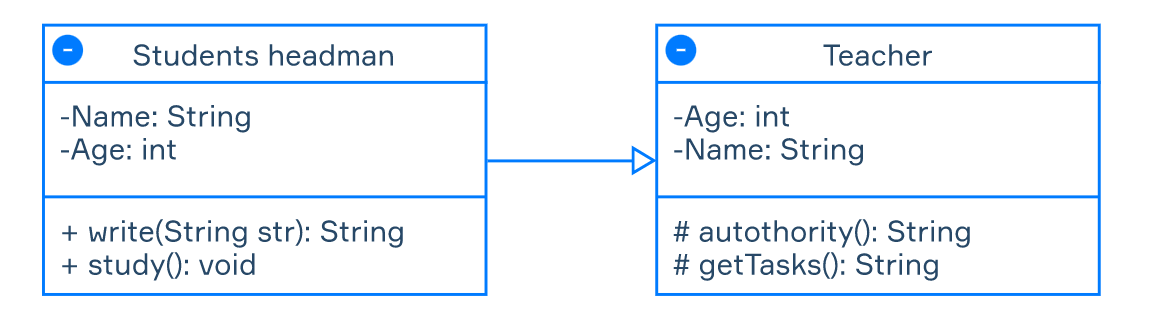 Students headman
-Name: String
-Age: int
+ write(String str): String
+ study(): void
Teacher
-Age: int
-Name: String
# autothority(): String
# getTasks(): String